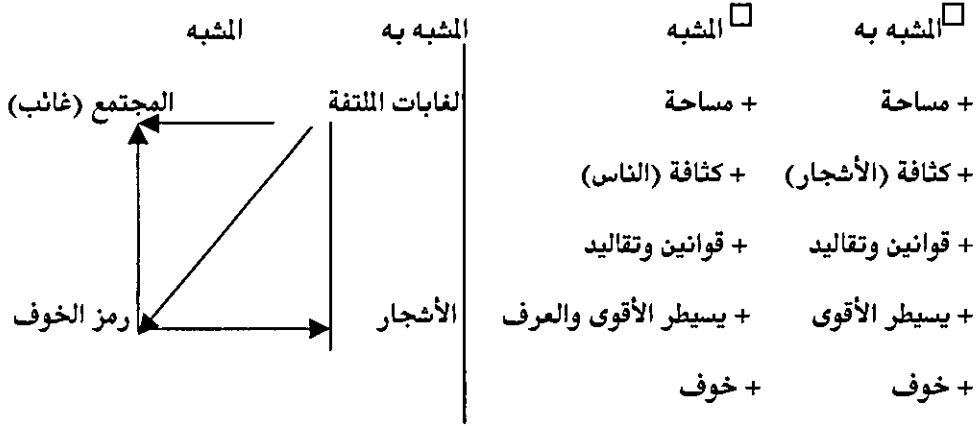 □ المشبه به □ المشبه المشبه به المشبه
+ مساحة + مساحة الغابات الملتفة المجتمع (غائب)
+ كثافة (الأشجار) + كثافة (الناس)
+ قوانين وتقاليد + قوانين وتقاليد
+ يسيطر الأقوى + يسيطر الأقوى والعرف الأشجار رمز الخوف
+ خوف + خوف